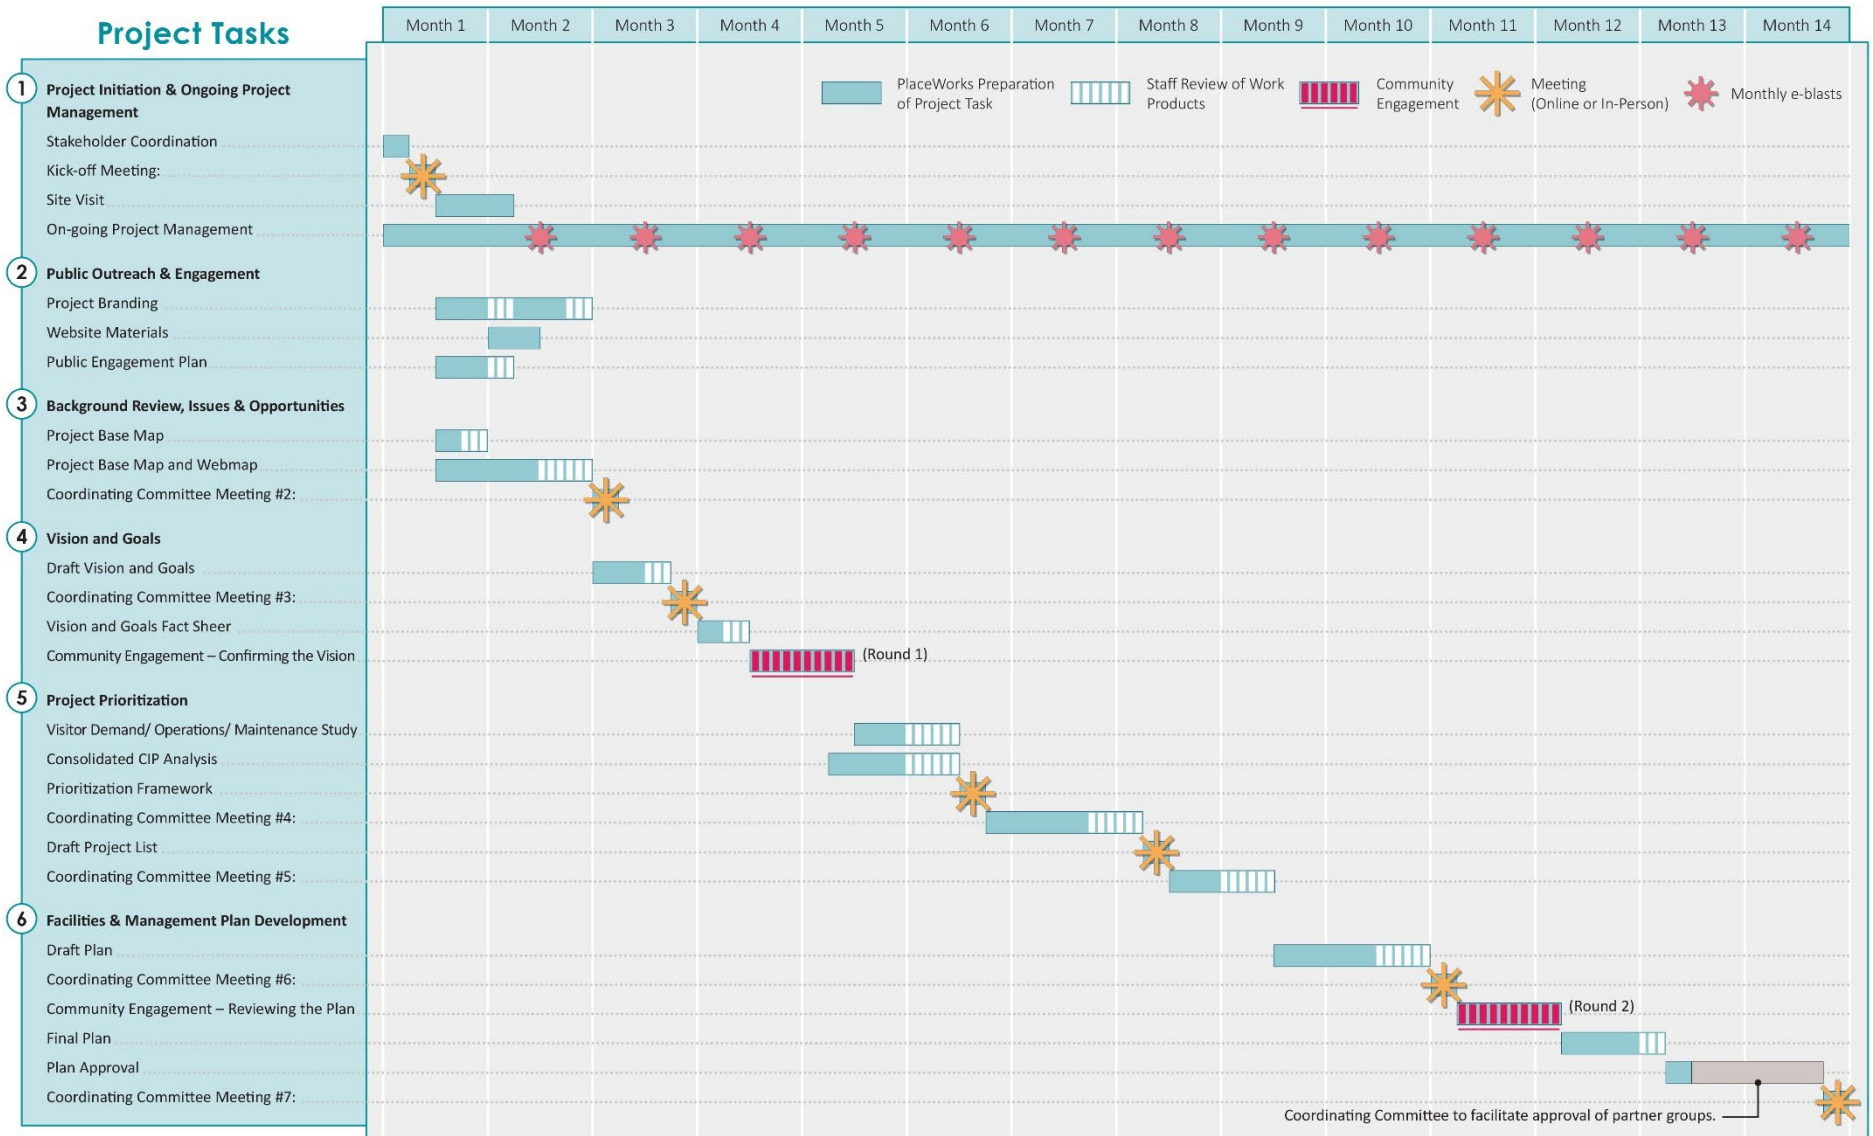 Project Tasks
Month 1
Month 2
Month 3
Month 4
Month 5
Month 6
Month 7
Month 8
Month 9
Month 10
Month 11
Month 12
Month 13
Month 14
PlaceWorks Preparation
of Project Task
Staff Review of Work
Products
Community
Engagement
Meeting
(Online or In-Person)
Monthly e-blasts
1
Project Initiation & Ongoing Project
Management
Stakeholder Coordination
Kick-off Meeting:
Site Visit
On-going Project Management
2
Public Outreach & Engagement
Project Branding
Website Materials
Public Engagement Plan
3
Background Review, Issues & Opportunities
Project Base Map
Project Base Map and Webmap
Coordinating Committee Meeting #2:
4
Vision and Goals
Draft Vision and Goals
Coordinating Committee Meeting #3:
Vision and Goals Fact Sheer
Community Engagement – Confirming the Vision
(Round 1)
5
Project Prioritization
Visitor Demand/ Operations/ Maintenance Study
Consolidated CIP Analysis
Prioritization Framework
Coordinating Committee Meeting #4:
Draft Project List
Coordinating Committee Meeting #5:
6
Facilities & Management Plan Development
Draft Plan
Coordinating Committee Meeting #6:
Community Engagement – Reviewing the Plan
(Round 2)
Final Plan
Plan Approval
Coordinating Committee Meeting #7:
Coordinating Committee to facilitate approval of partner groups.